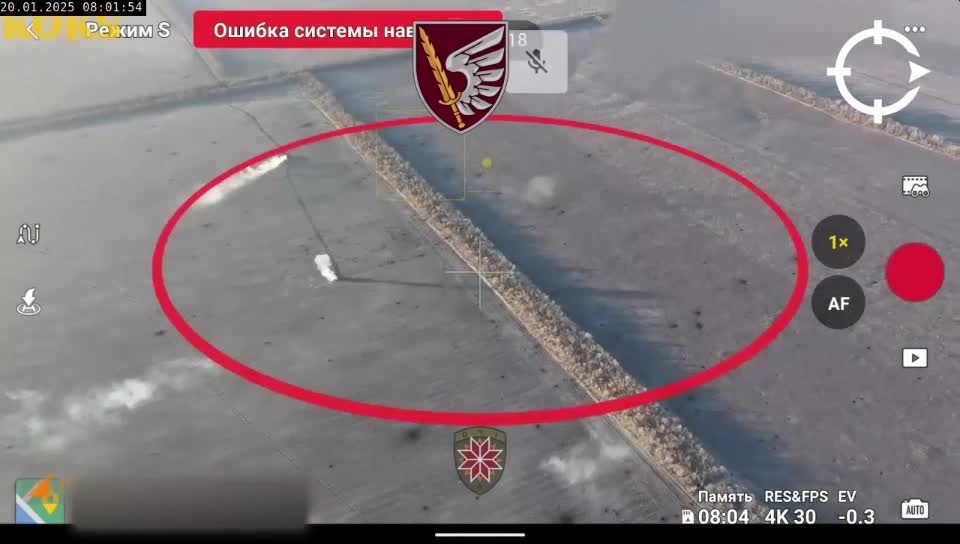 20.01.2025 08:01:54
Режим S
Ошибка системы нав
18
1×
AF
Память RES&FPS EV
08:04 4K 30 -0.3
AUTO